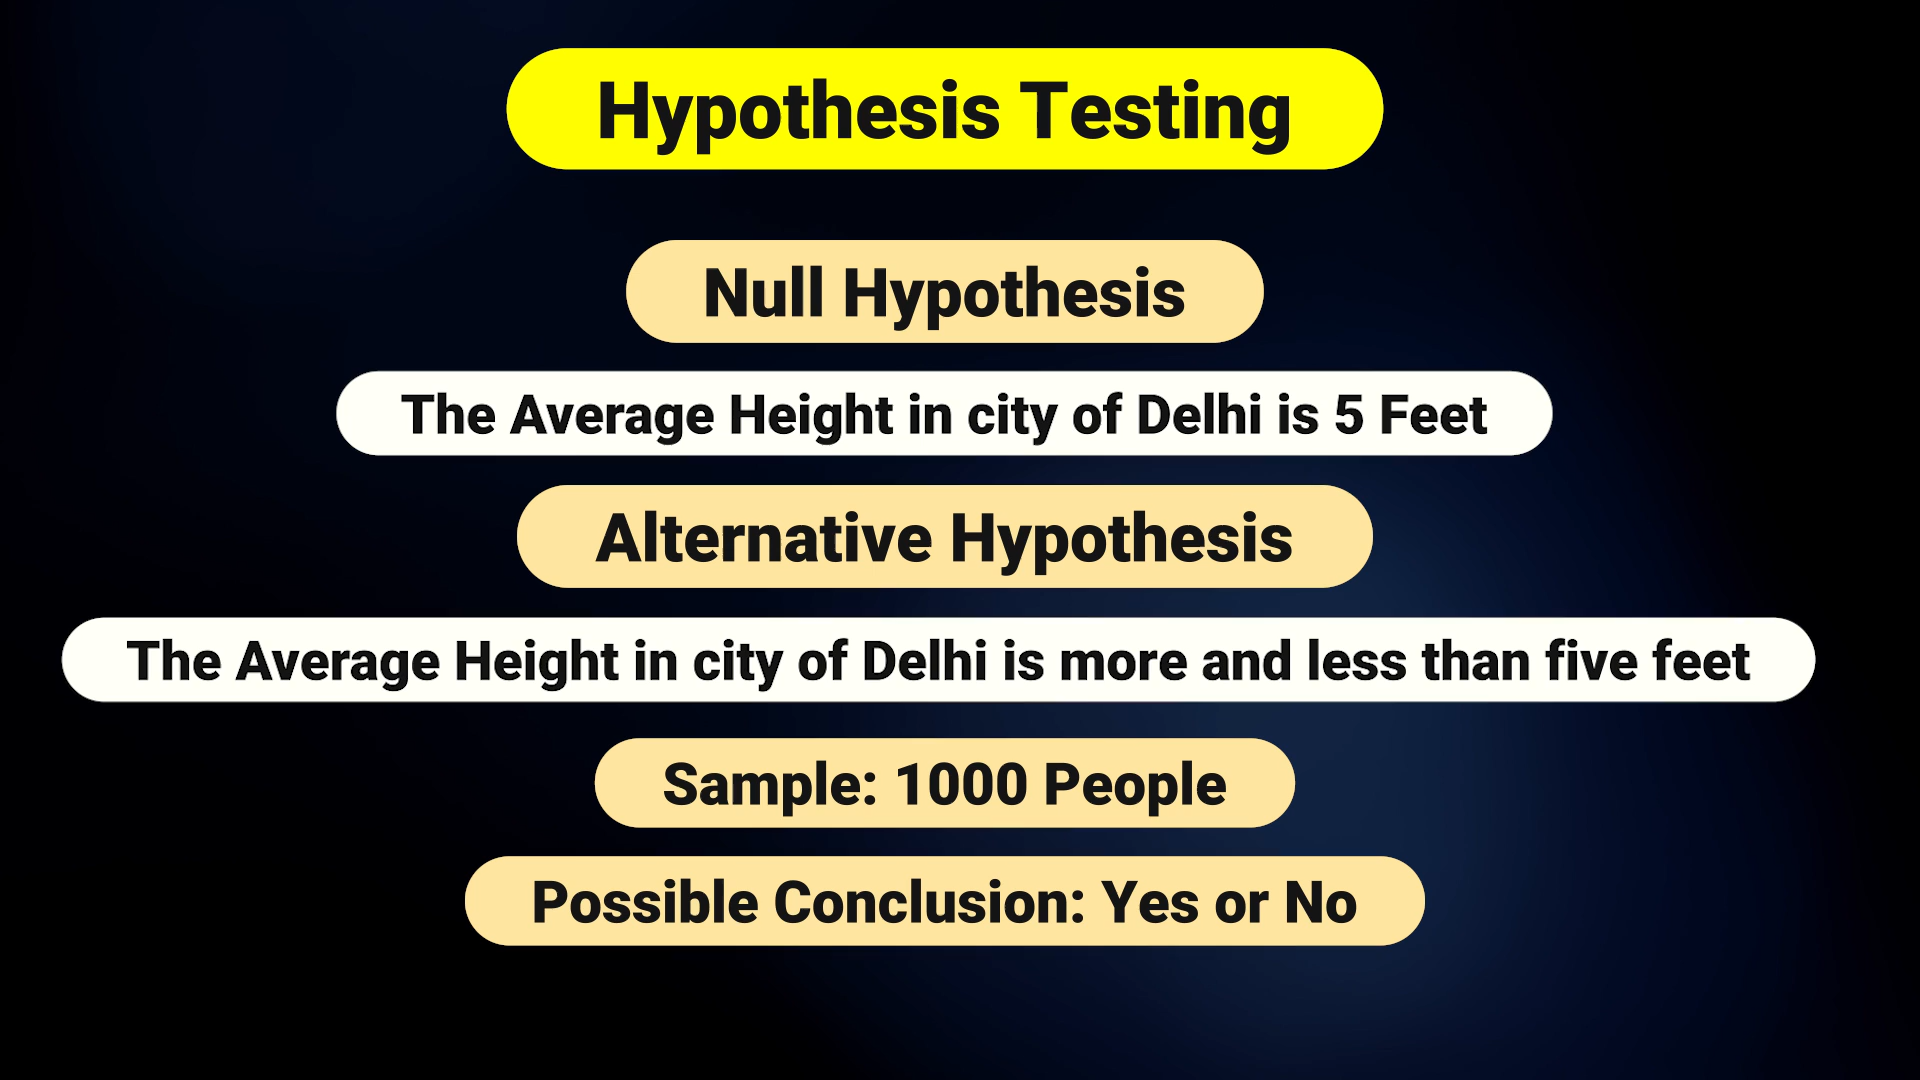 Hypothesis Testing
Null Hypothesis
The Average Height in city of Delhi is 5 Feet
Alternative Hypothesis
The Average Height in city of Delhi is more and less than five feet
Sample: 1000 People
Possible Conclusion: Yes or No